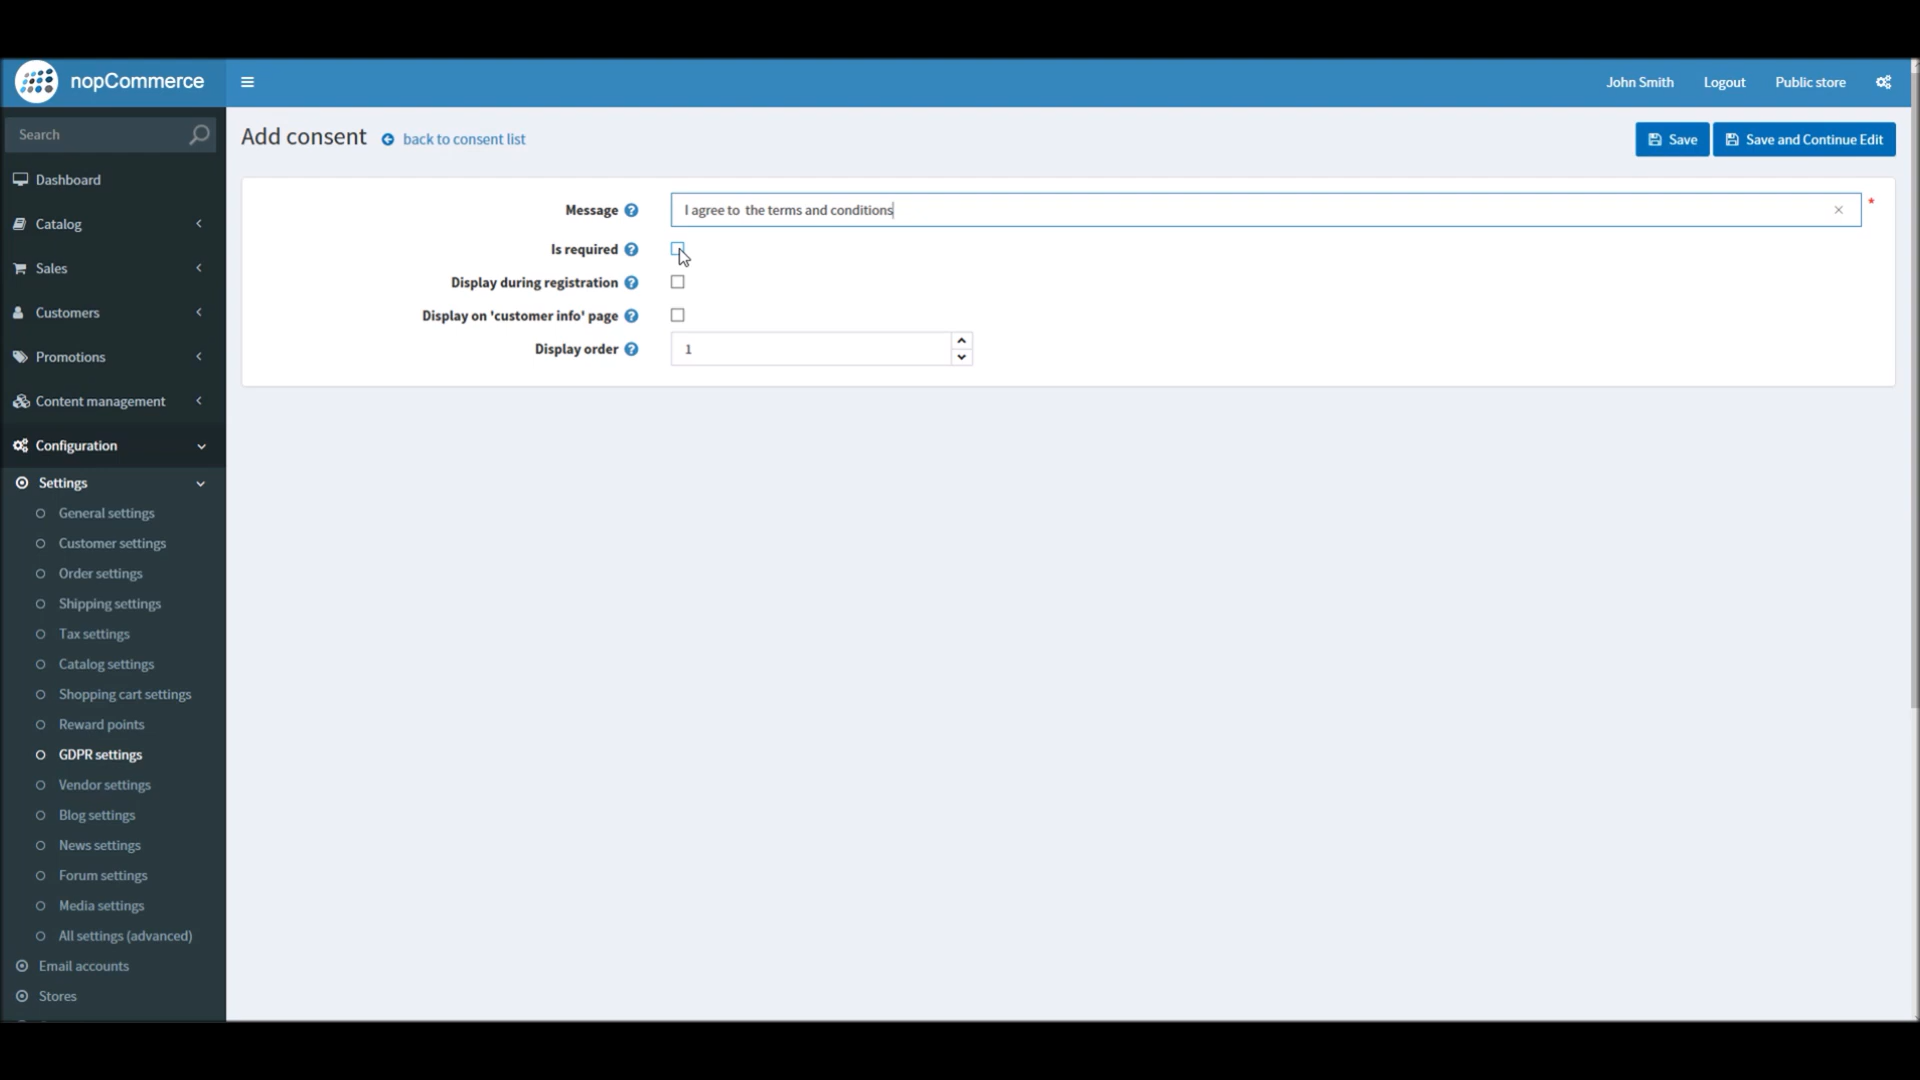 nopCommerce
John Smith
Logout
Public store
Search
Add consent
back to consent list
Save
Save and Continue Edit
Dashboard
Catalog
Sales
Customers
Promotions
Content management
Configuration
Settings
General settings
Customer settings
Order settings
Shipping settings
Tax settings
Catalog settings
Shopping cart settings
Reward points
GDPR settings
Vendor settings
Blog settings
News settings
Forum settings
Media settings
All settings (advanced)
Email accounts
Stores
Message ? I agree to the terms and conditions × *
Is required ?
Display during registration ?
Display on 'customer info' page ?
Display order ? 1